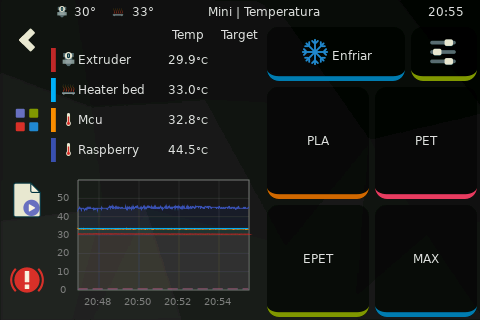 30° 33° Mini | Temperatura 20:55
Temp Target
Extruder 29.9°c
Heater bed 33.0°c
Mcu 32.8°c
Raspberry 44.5°c
Enfriar
PLA PET
EPET MAX
50
40
30
20
10
0
20:48 20:50 20:52 20:54